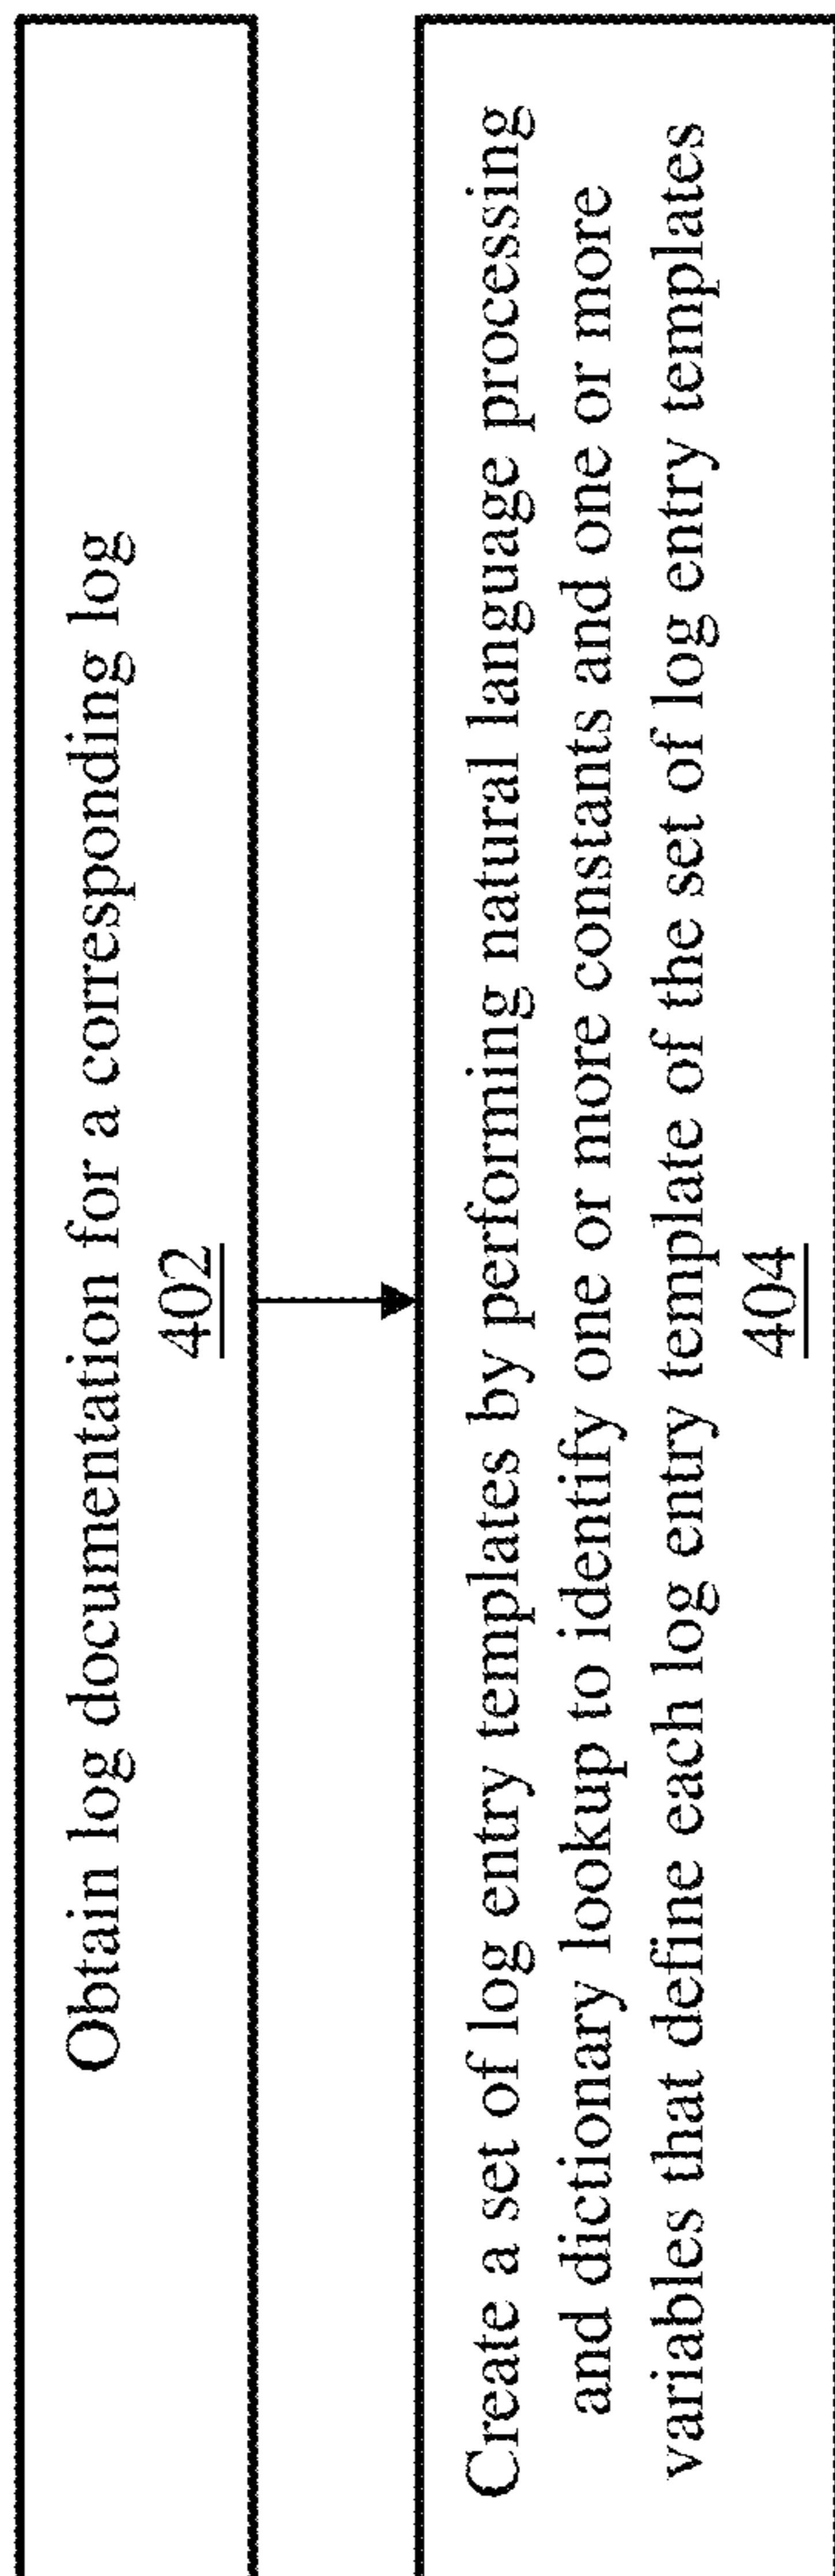 Obtain log documentation for a corresponding log
402
Create a set of log entry templates by performing natural language processing
and dictionary lookup to identify one or more constants and one or more
variables that define each log entry template of the set of log entry templates
404